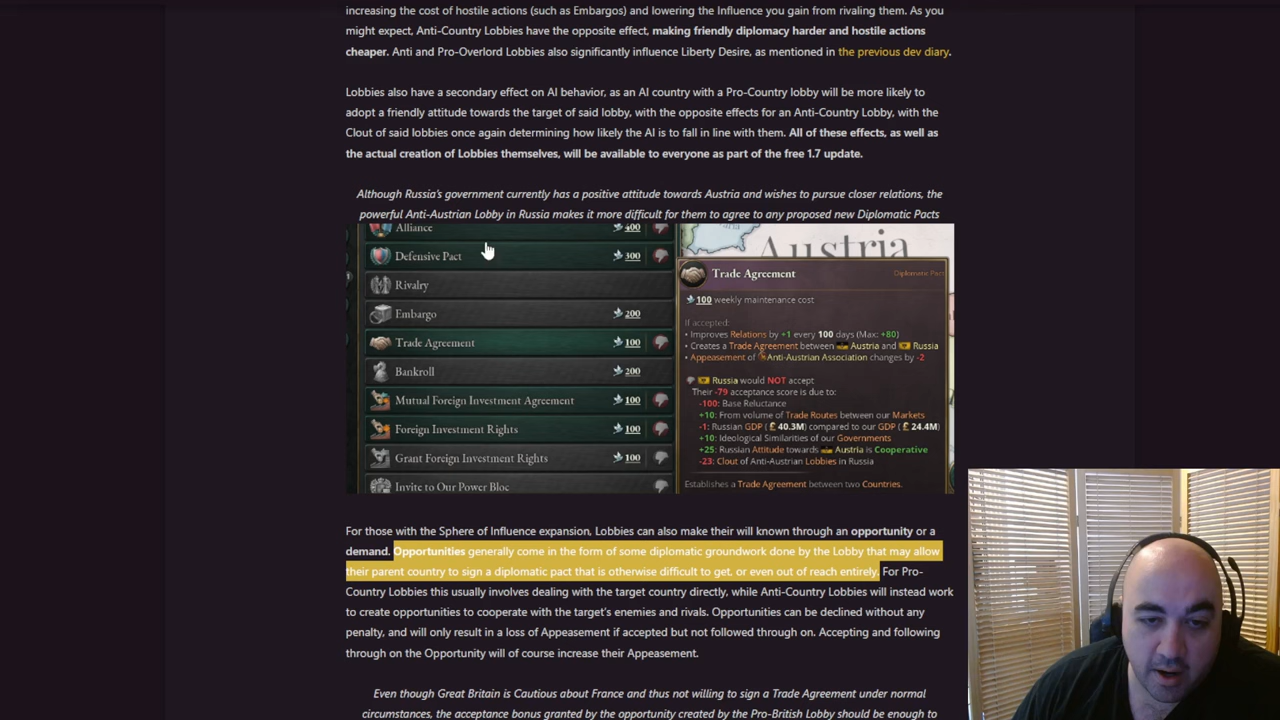 increasing the cost of hostile actions (such as Embargos) and lowering the Influence you gain from rivaling them. As you
might expect, Anti-Country Lobbies have the opposite effect, making friendly diplomacy harder and hostile actions
cheaper. Anti and Pro-Overlord Lobbies also significantly influence Liberty Desire, as mentioned in the previous dev diary.
Lobbies also have a secondary effect on AI behavior, as an AI country with a Pro-Country lobby will be more likely to
adopt a friendly attitude towards the target of said lobby, with the opposite effects for an Anti-Country Lobby, with the
Clout of said lobbies once again determining how likely the AI is to fall in line with them. All of these effects, as well as
the actual creation of Lobbies themselves, will be available to everyone as part of the free 1.7 update.
Although Russia's government currently has a positive attitude towards Austria and wishes to pursue closer relations, the
powerful Anti-Austrian Lobby in Russia makes it more difficult for them to agree to any proposed new Diplomatic Pacts
Alliance 400
Defensive Pact 300
Rivalry
Embargo 200
Trade Agreement 100
Bankroll 200
Mutual Foreign Investment Agreement 100
Foreign Investment Rights 100
Grant Foreign Investment Rights 100
Invite to Our Power Bloc
Austria
Trade Agreement Diplomatic Pact
100 weekly maintenance cost
If accepted:
• Improves Relations by +1 every 100 days (Max: +80)
• Creates a Trade Agreement between Austria and Russia
• Appeasement of Anti-Austrian Association changes by -2
Russia would NOT accept
Their -79 acceptance score is due to:
-100: Base Reluctance
+10: From volume of Trade Routes between our Markets
-1: Russian GDP (£ 40.3M) compared to our GDP (£ 24.4M)
+10: Ideological Similarities of our Governments
+25: Russian Attitude towards Austria is Cooperative
-23: Clout of Anti-Austrian Lobbies in Russia
Establishes a Trade Agreement between two Countries.
For those with the Sphere of Influence expansion, Lobbies can also make their will known through an opportunity or a
demand. Opportunities generally come in the form of some diplomatic groundwork done by the Lobby that may allow
their parent country to sign a diplomatic pact that is otherwise difficult to get, or even out of reach entirely. For Pro-
Country Lobbies this usually involves dealing with the target country directly, while Anti-Country Lobbies will instead work
to create opportunities to cooperate with the target's enemies and rivals. Opportunities can be declined without any
penalty, and will only result in a loss of Appeasement if accepted but not followed through on. Accepting and following
through on the Opportunity will of course increase their Appeasement.
Even though Great Britain is Cautious about France and thus not willing to sign a Trade Agreement under normal
circumstances, the acceptance bonus granted by the opportunity created by the Pro-British Lobby should be enough to